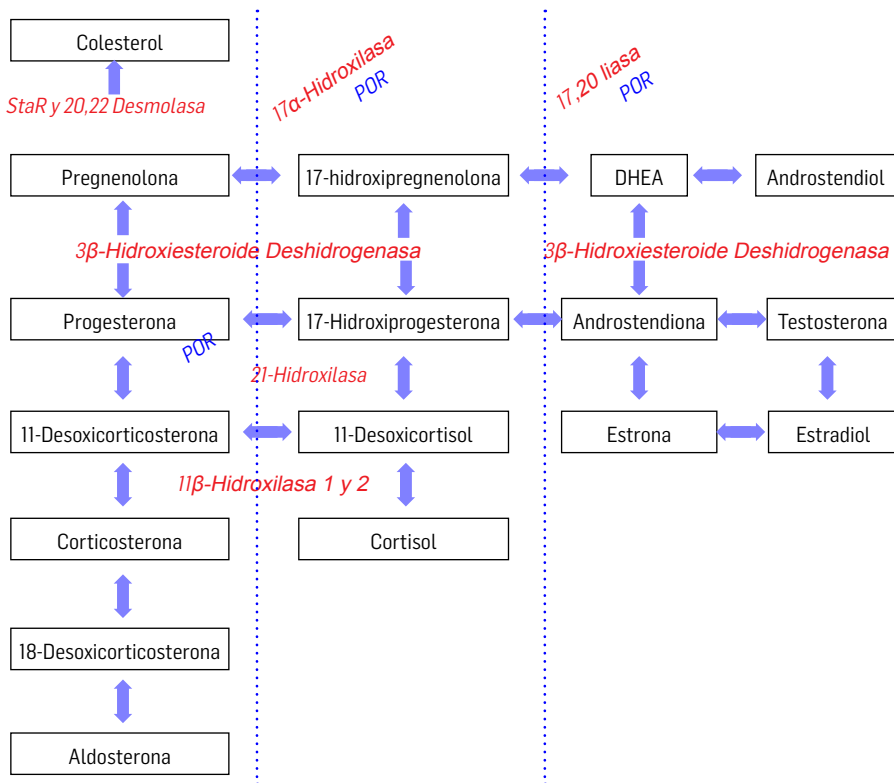 Colesterol
StaR y 20,22 Desmolasa
17α-Hidroxilasa
POR
17,20 liasa
POR
Pregnenolona
17-hidroxipregnenolona
DHEA
Androstendiol
3β-Hidroxiesteroide Deshidrogenasa
3β-Hidroxiesteroide Deshidrogenasa
Progesterona
17-Hidroxiprogesterona
Androstendiona
Testosterona
POR
21-Hidroxilasa
11-Desoxicorticosterona
11-Desoxicortisol
Estrona
Estradiol
11β-Hidroxilasa 1 y 2
Corticosterona
Cortisol
18-Desoxicorticosterona
Aldosterona